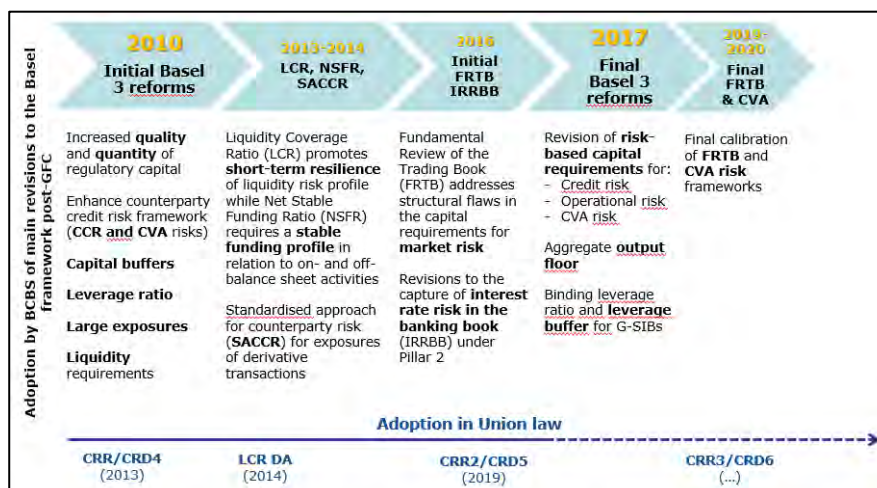 Adoption by BCBS of main revisions to the Basel
framework post-GFC
2010
Initial Basel
3 reforms
2013-2014
LCR, NSFR,
SACCR
2016
Initial
FRTB
IRRBB
2017
Final
Basel 3
reforms
2019-
2020
Final
FRTB
& CVA
Increased quality
and quantity of
regulatory capital
Enhance counterparty
credit risk framework
(CCR and CVA risks)
Capital buffers
Leverage ratio
Large exposures
Liquidity
requirements
Liquidity Coverage
Ratio (LCR) promotes
short-term resilience
of liquidity risk profile
while Net Stable
Funding Ratio (NSFR)
requires a stable
funding profile in
relation to on- and off-
balance sheet activities
Standardised approach
for counterparty risk
(SACCR) for exposures
of derivative
transactions
Fundamental
Review of the
Trading Book
(FRTB) addresses
structural flaws in
the capital
requirements for
market risk
Revisions to the
capture of interest
rate risk in the
banking book
(IRRBB) under
Pillar 2
Revision of risk-
based capital
requirements for:
- Credit risk
- Operational risk
- CVA risk
Aggregate output
floor
Binding leverage
ratio and leverage
buffer for G-SIBs
Final calibration
of FRTB and
CVA risk
frameworks
Adoption in Union law
CRR/CRD4
(2013)
LCR DA
(2014)
CRR2/CRD5
(2019)
CRR3/CRD6
(...)